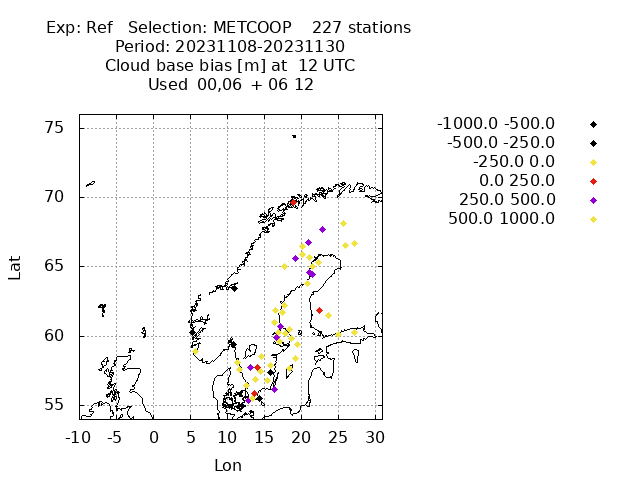 Exp: Ref   Selection: METCOOP    227 stations
Period: 20231108-20231130
Cloud base bias [m] at  12 UTC
Used  00,06  + 06 12
-1000.0 -500.0
-500.0 -250.0
-250.0 0.0
0.0 250.0
250.0 500.0
500.0 1000.0
75
70
65
60
55
Lat
-10 -5 0 5 10 15 20 25 30
Lon